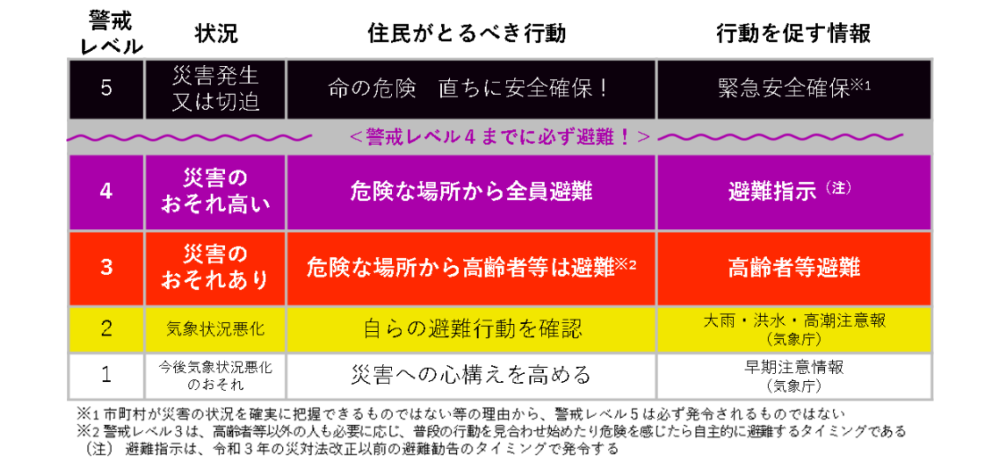 警戒
レベル
状況
住民がとるべき行動
行動を促す情報
5
災害発生
又は切迫
命の危険　直ちに安全確保！
緊急安全確保※1
＜警戒レベル４までに必ず避難！＞
4
災害の
おそれ高い
危険な場所から全員避難
避難指示（注）
3
災害の
おそれあり
危険な場所から高齢者等は避難※2
高齢者等避難
2
気象状況悪化
自らの避難行動を確認
大雨・洪水・高潮注意報
（気象庁）
1
今後気象状況悪化
のおそれ
災害への心構えを高める
早期注意情報
（気象庁）
※1 市町村が災害の状況を確実に把握できるものではない等の理由から、警戒レベル５は必ず発令されるものではない
※2 警戒レベル３は、高齢者等以外の人も必要に応じ、普段の行動を見合わせ始めたり危険を感じたら自主的に避難するタイミングである
（注）　避難指示は、令和３年の災対法改正以前の避難勧告のタイミングで発令する